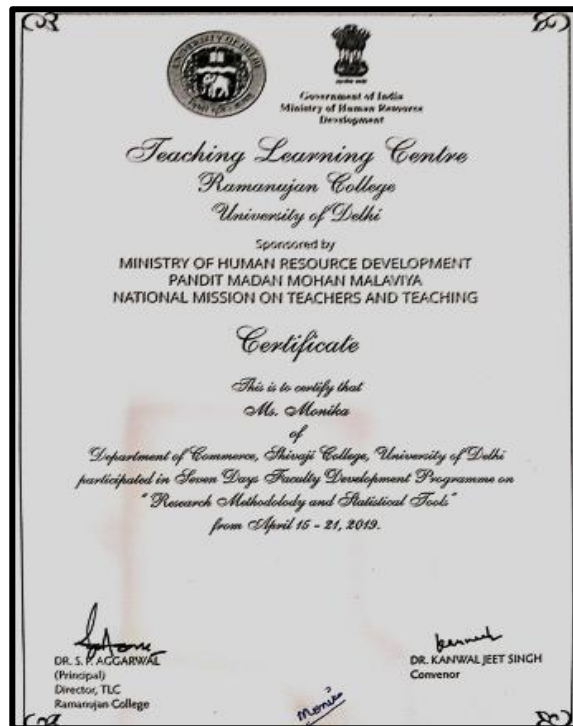 UNIVERSITY OF DELHI
Government of India
Ministry of Human Resource
Development
Teaching Learning Centre
Ramanujan College
University of Delhi
Sponsored by
MINISTRY OF HUMAN RESOURCE DEVELOPMENT
PANDIT MADAN MOHAN MALAVIYA
NATIONAL MISSION ON TEACHERS AND TEACHING
Certificate
This is to certify that
Ms. Monika
of
Department of Commerce, Shivaji College, University of Delhi
participated in Seven Days Faculty Development Programme on
"Research Methodolody and Statistical Tools"
from April 15 - 21, 2019.
DR. S. P. AGGARWAL
(Principal)
Director, TLC
Ramanujan College
DR. KANWAL JEET SINGH
Convenor
Monika